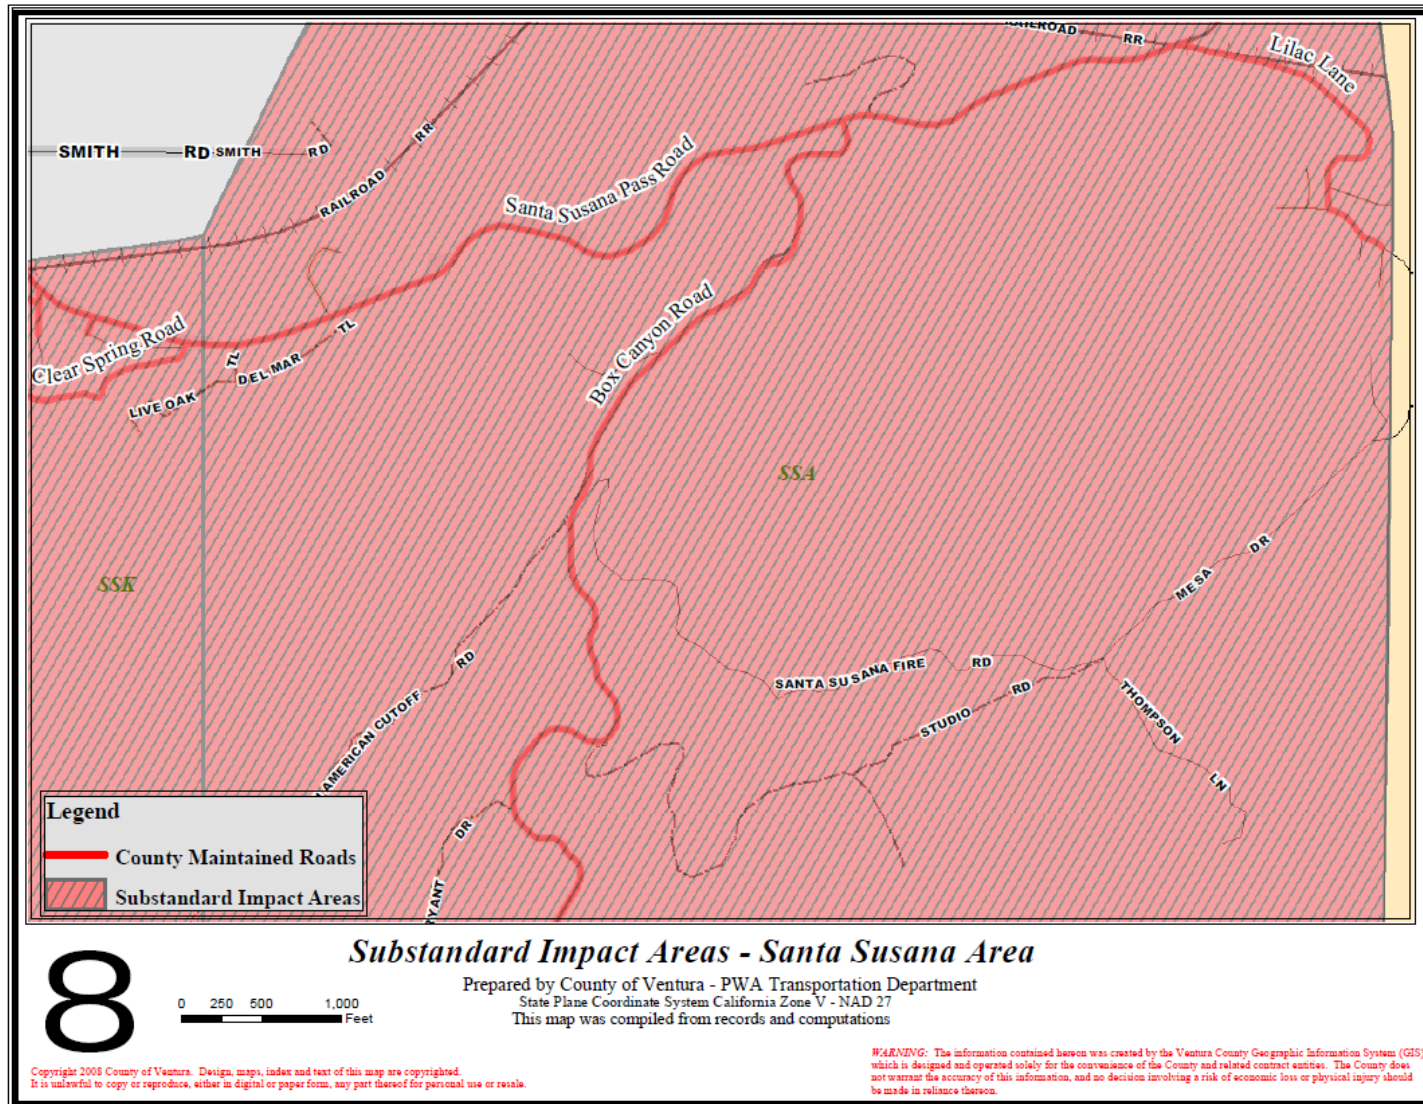 RAILROAD RR
Lilac Lane
SMITH RD SMITH RD
RAILROAD RR
Santa Susana Pass Road
Box Canyon Road
Clear Spring Road
TL
TL
DEL MAR
LIVE OAK
SSA
SSK
MESA DR
SANTA SUSANA FIRE RD
STUDIO RD
THOMPSON LN
AMERICAN CUTOFF RD
DR
Legend
County Maintained Roads
Substandard Impact Areas
8
Substandard Impact Areas - Santa Susana Area
Prepared by County of Ventura - PWA Transportation Department
State Plane Coordinate System California Zone V - NAD 27
This map was compiled from records and computations
0 250 500 1,000
Feet
Copyright 2008 County of Ventura. Design, maps, index and text of this map are copyrighted.
It is unlawful to copy or reproduce, either in digital or paper form, any part thereof for personal use or resale.
WARNING: The information contained hereon was created by the Ventura County Geographic Information System (GIS)
which is designed and operated solely for the convenience of the County and related contract entities. The County does
not warrant the accuracy of this information, and no decision involving a risk of economic loss or physical injury should
be made in reliance thereon.